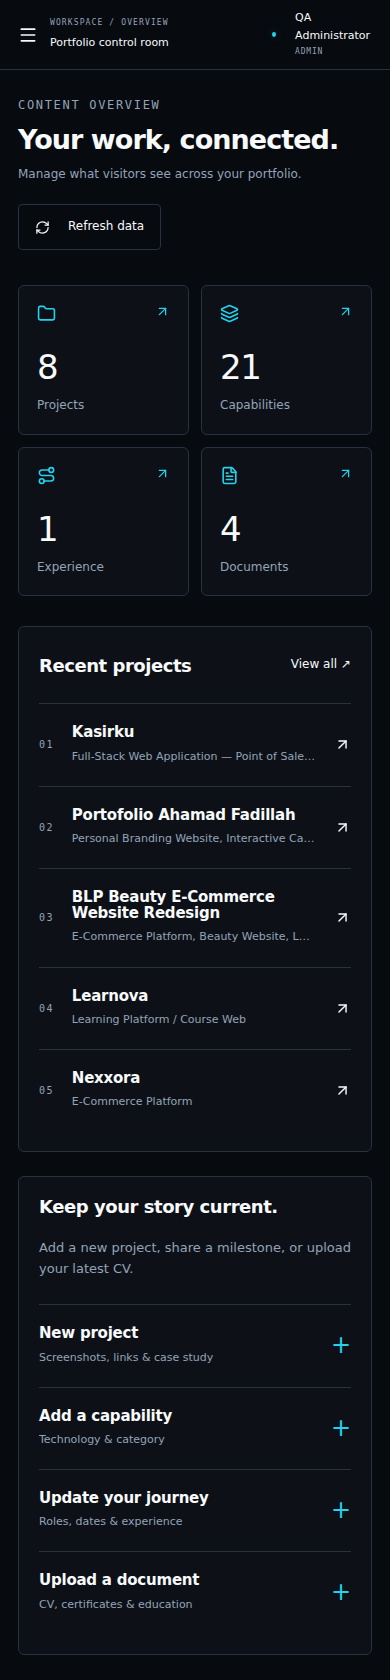 WORKSPACE / OVERVIEW
Portfolio control room
QA
Administrator
ADMIN
CONTENT OVERVIEW
Your work, connected.
Manage what visitors see across your portfolio.
Refresh data
8
Projects
21
Capabilities
1
Experience
4
Documents
Recent projects
View all ↗
01
Kasirku
Full-Stack Web Application — Point of Sale…
02
Portofolio Ahamad Fadillah
Personal Branding Website, Interactive Ca…
03
BLP Beauty E-Commerce
Website Redesign
E-Commerce Platform, Beauty Website, L…
04
Learnova
Learning Platform / Course Web
05
Nexxora
E-Commerce Platform
Keep your story current.
Add a new project, share a milestone, or upload
your latest CV.
New project
Screenshots, links & case study
Add a capability
Technology & category
Update your journey
Roles, dates & experience
Upload a document
CV, certificates & education